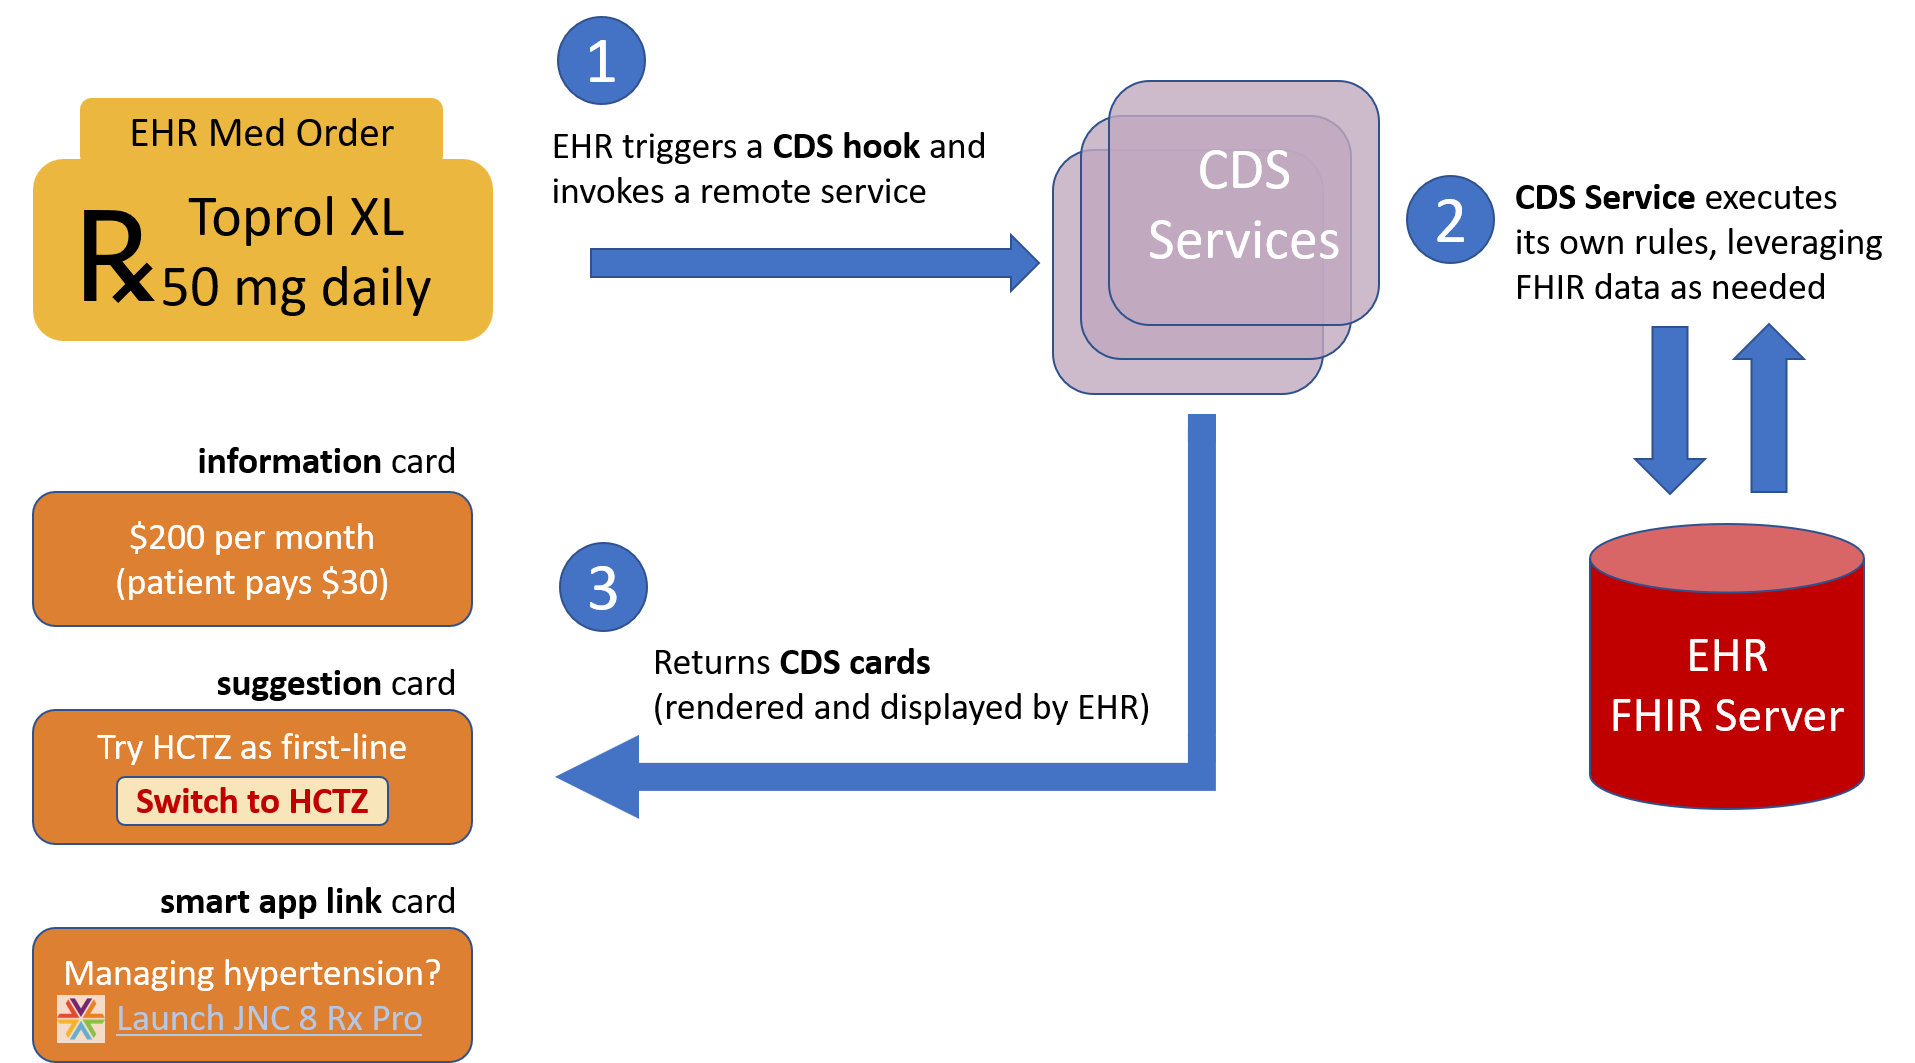 EHR Med Order
℞ Toprol XL
50 mg daily
1
EHR triggers a CDS hook and
invokes a remote service
CDS
Services
2
CDS Service executes
its own rules, leveraging
FHIR data as needed
EHR
FHIR Server
3
Returns CDS cards
(rendered and displayed by EHR)
information card
$200 per month
(patient pays $30)
suggestion card
Try HCTZ as first-line
Switch to HCTZ
smart app link card
Managing hypertension?
Launch JNC 8 Rx Pro